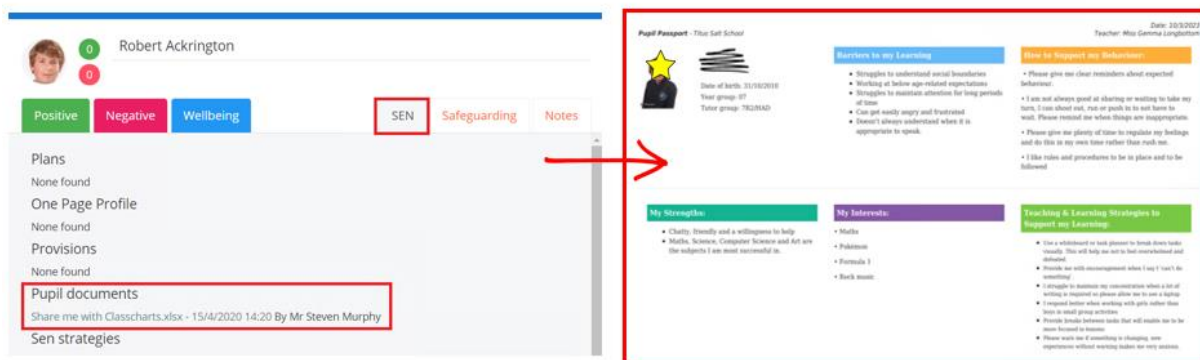 0
0
Robert Ackrington
Positive
Negative
Wellbeing
SEN
Safeguarding
Notes
Plans
None found
One Page Profile
None found
Provisions
None found
Pupil documents
Share me with Classcharts.xlsx - 15/4/2020 14:20 By Mr Steven Murphy
Sen strategies
Pupil Passport - Titus Salt School
Date: 10/3/2023
Teacher: Miss Gemma Longbottom
Date of birth: 31/10/2010
Year group: 07
Tutor group: 7R2/HAD
Barriers to my Learning
• Struggles to understand social boundaries
• Working at below age-related expectations
• Struggles to maintain attention for long periods
of time
• Can get easily angry and frustrated
• Doesn't always understand when it is
appropriate to speak.
How to Support my Behaviour:
• Please give me clear reminders about expected
behaviour.
• I am not always good at sharing or waiting to take my
turn, I can shout out, run or push in to not have to
wait. Please remind me when things are inappropriate.
• Please give me plenty of time to regulate my feelings
and do this in my own time rather than rush me.
• I like rules and procedures to be in place and to be
followed
My Strengths:
• Chatty, friendly and a willingness to help
• Maths, Science, Computer Science and Art are
the subjects I am most successful in.
My Interests:
• Maths
• Pokémon
• Formula 1
• Rock music
Teaching & Learning Strategies to
Support my Learning:
• Use a whiteboard or task planner to break down tasks
visually. This will help me not to feel overwhelmed and
defeated.
• Provide me with encouragement when I say I 'can't do
something'.
• I struggle to maintain my concentration when a lot of
writing is required so please allow me to use a laptop
• I respond better when working with girls rather than
boys in small group activities
• Provide breaks between tasks that will enable me to be
more focused in lessons
• Please warn me if something is changing, new
experiences without warning makes me very anxious.